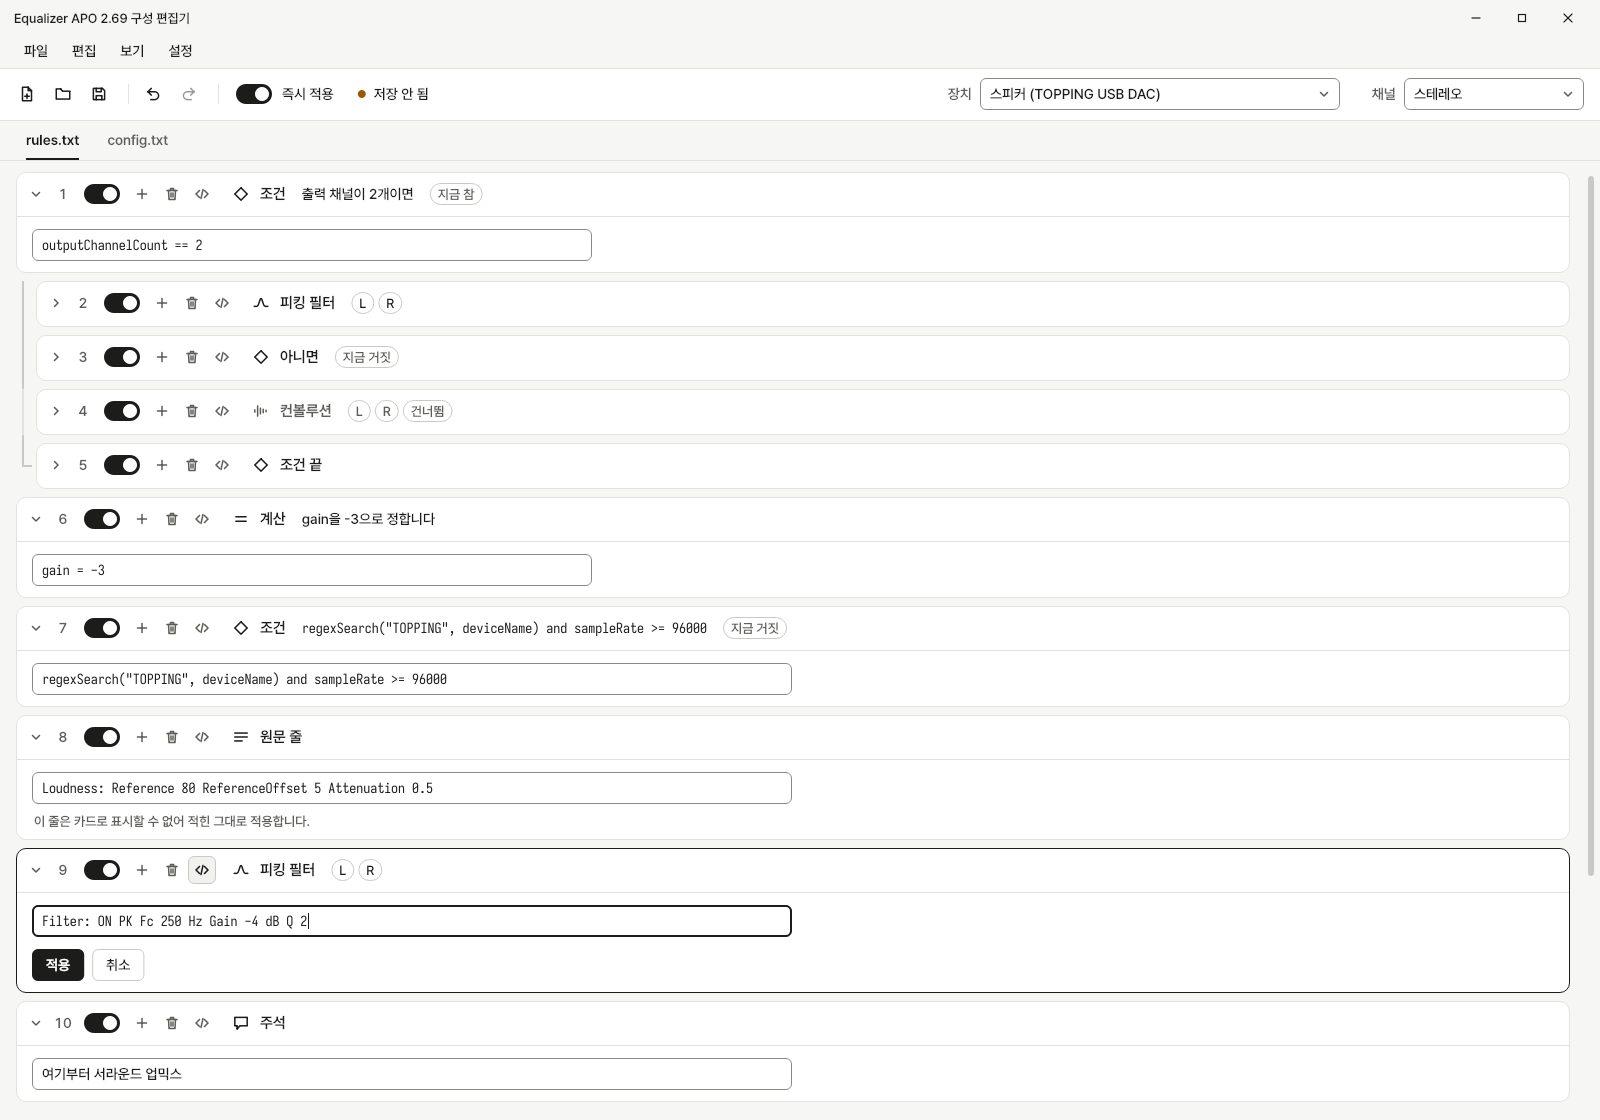 Equalizer APO 2.69 구성 편집기
파일 편집 보기 설정
즉시 적용 저장 안 됨 장치 스피커 (TOPPING USB DAC) 채널 스테레오
rules.txt config.txt
1 조건 출력 채널이 2개이면 지금 참
outputChannelCount == 2
2 피킹 필터 L R
3 아니면 지금 거짓
4 컨볼루션 L R 건너뜀
5 조건 끝
6 계산 gain을 -3으로 정합니다
gain = -3
7 조건 regexSearch("TOPPING", deviceName) and sampleRate >= 96000 지금 거짓
regexSearch("TOPPING", deviceName) and sampleRate >= 96000
8 원문 줄
Loudness: Reference 80 ReferenceOffset 5 Attenuation 0.5
이 줄은 카드로 표시할 수 없어 적힌 그대로 적용합니다.
9 피킹 필터 L R
Filter: ON PK Fc 250 Hz Gain -4 dB Q 2
적용 취소
10 주석
여기부터 서라운드 업믹스